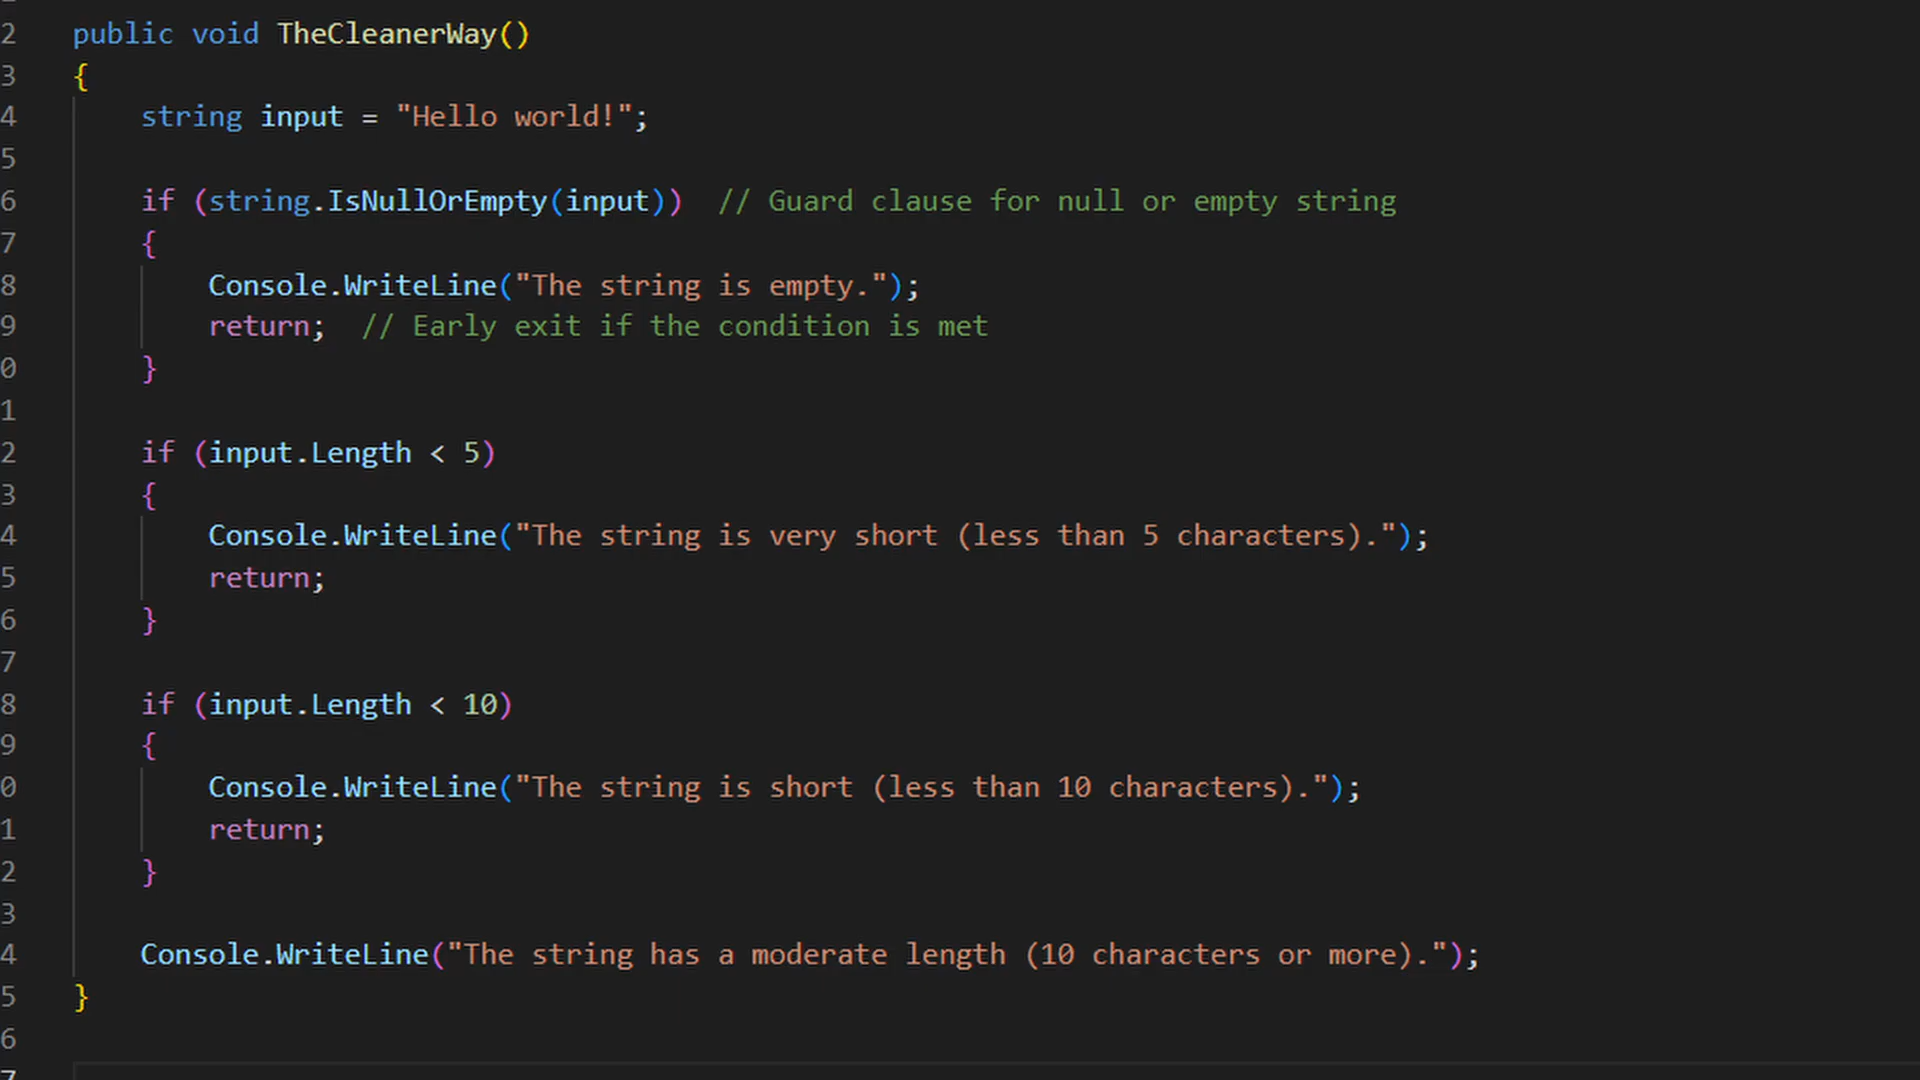 2 public void TheCleanerWay()
3 {
4 string input = "Hello world!";
5
6 if (string.IsNullOrEmpty(input)) // Guard clause for null or empty string
7 {
8 Console.WriteLine("The string is empty.");
9 return; // Early exit if the condition is met
0 }
1
2 if (input.Length < 5)
3 {
4 Console.WriteLine("The string is very short (less than 5 characters).");
5 return;
6 }
7
8 if (input.Length < 10)
9 {
0 Console.WriteLine("The string is short (less than 10 characters).");
1 return;
2 }
3
4 Console.WriteLine("The string has a moderate length (10 characters or more).");
5 }
6
7